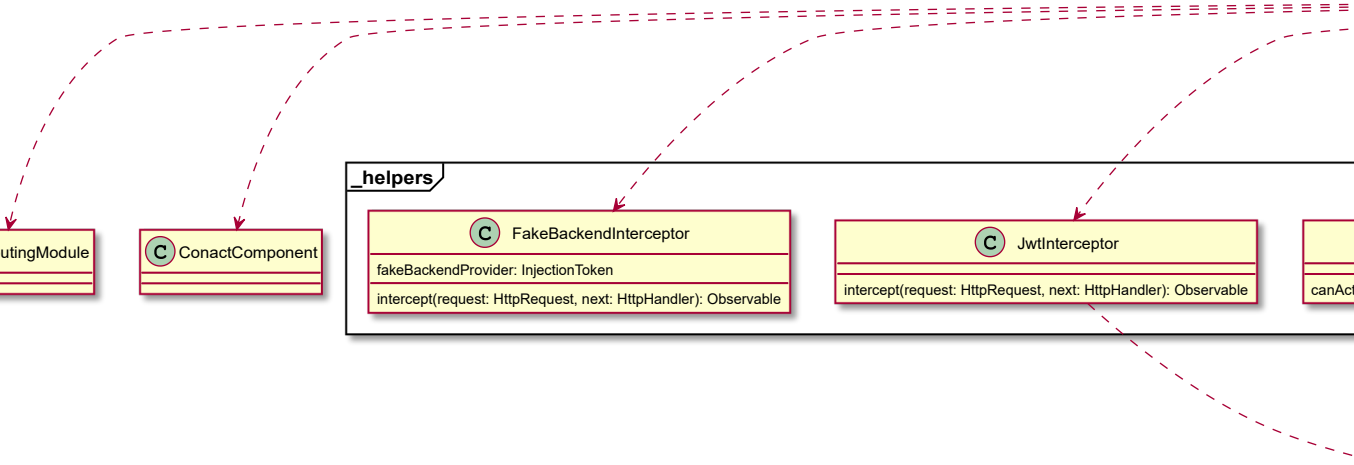 _helpers
utingModule
C ConactComponent
C FakeBackendInterceptor
fakeBackendProvider: InjectionToken
intercept(request: HttpRequest, next: HttpHandler): Observable
C JwtInterceptor
intercept(request: HttpRequest, next: HttpHandler): Observable
canAct